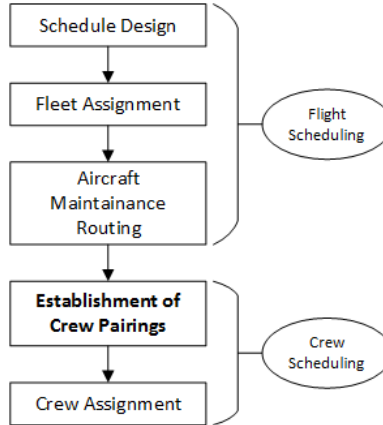 Schedule Design
Fleet Assignment
Flight
Scheduling
Aircraft
Maintainance
Routing
Establishment of
Crew Pairings
Crew
Scheduling
Crew Assignment